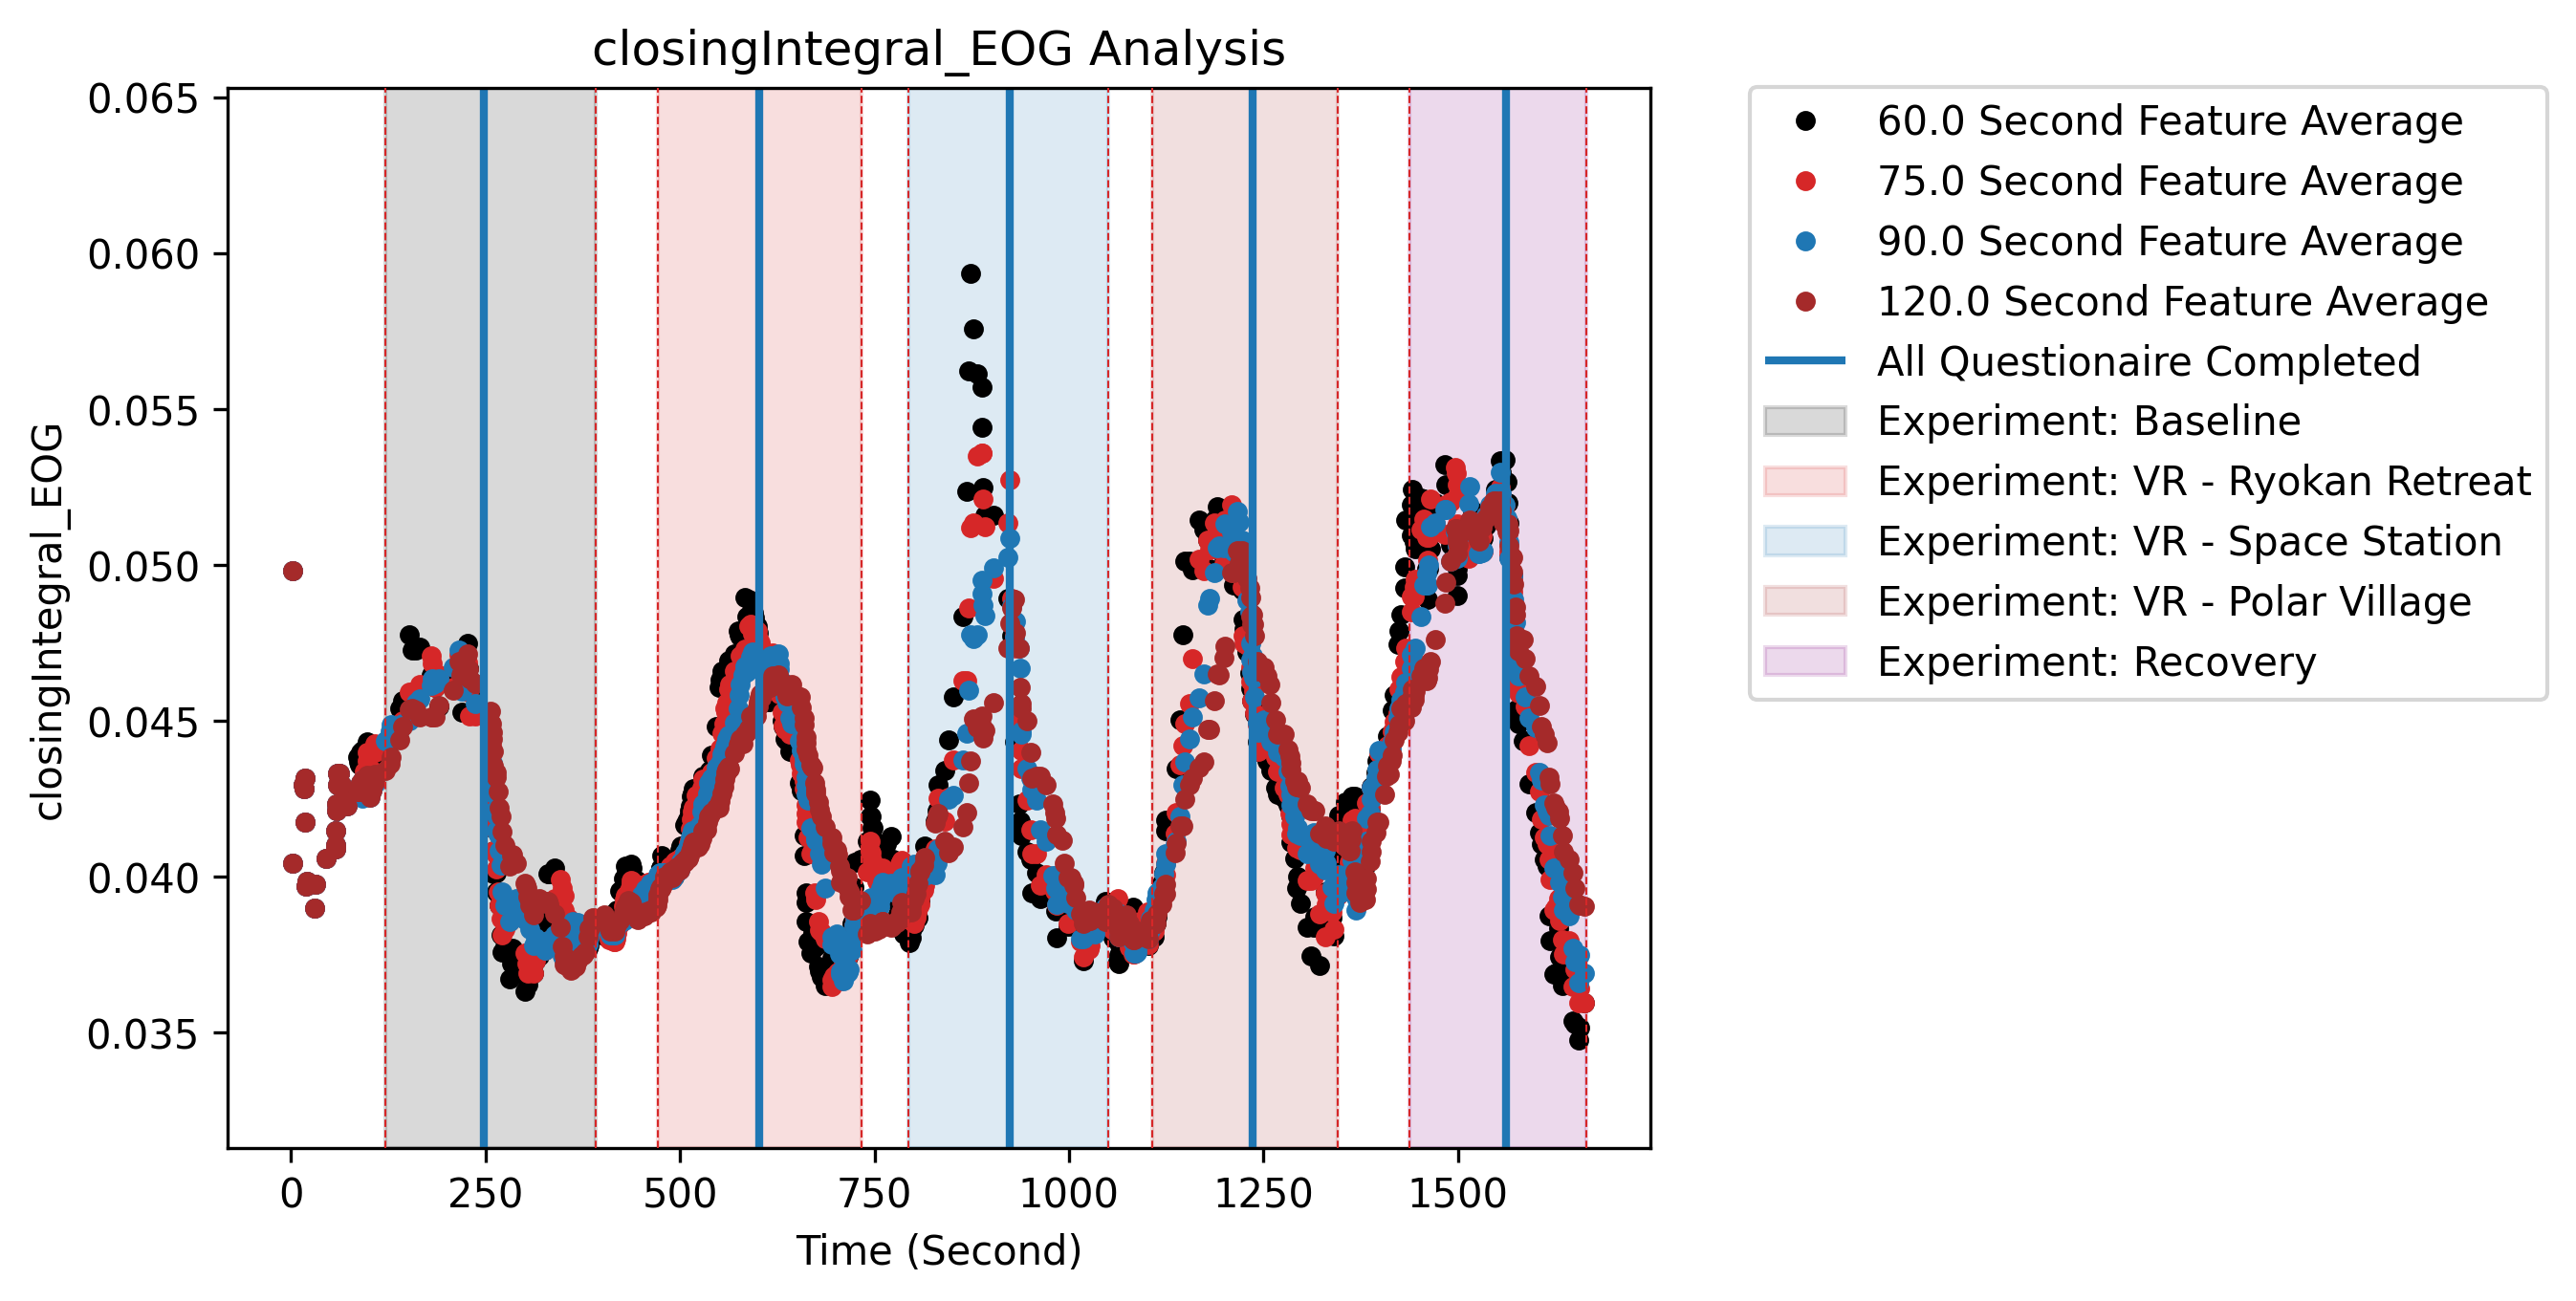 closingIntegral_EOG Analysis
closingIntegral_EOG
0.065
0.060
0.055
0.050
0.045
0.040
0.035
0
250
500
750
1000
1250
1500
Time (Second)
60.0 Second Feature Average
75.0 Second Feature Average
90.0 Second Feature Average
120.0 Second Feature Average
All Questionaire Completed
Experiment: Baseline
Experiment: VR - Ryokan Retreat
Experiment: VR - Space Station
Experiment: VR - Polar Village
Experiment: Recovery